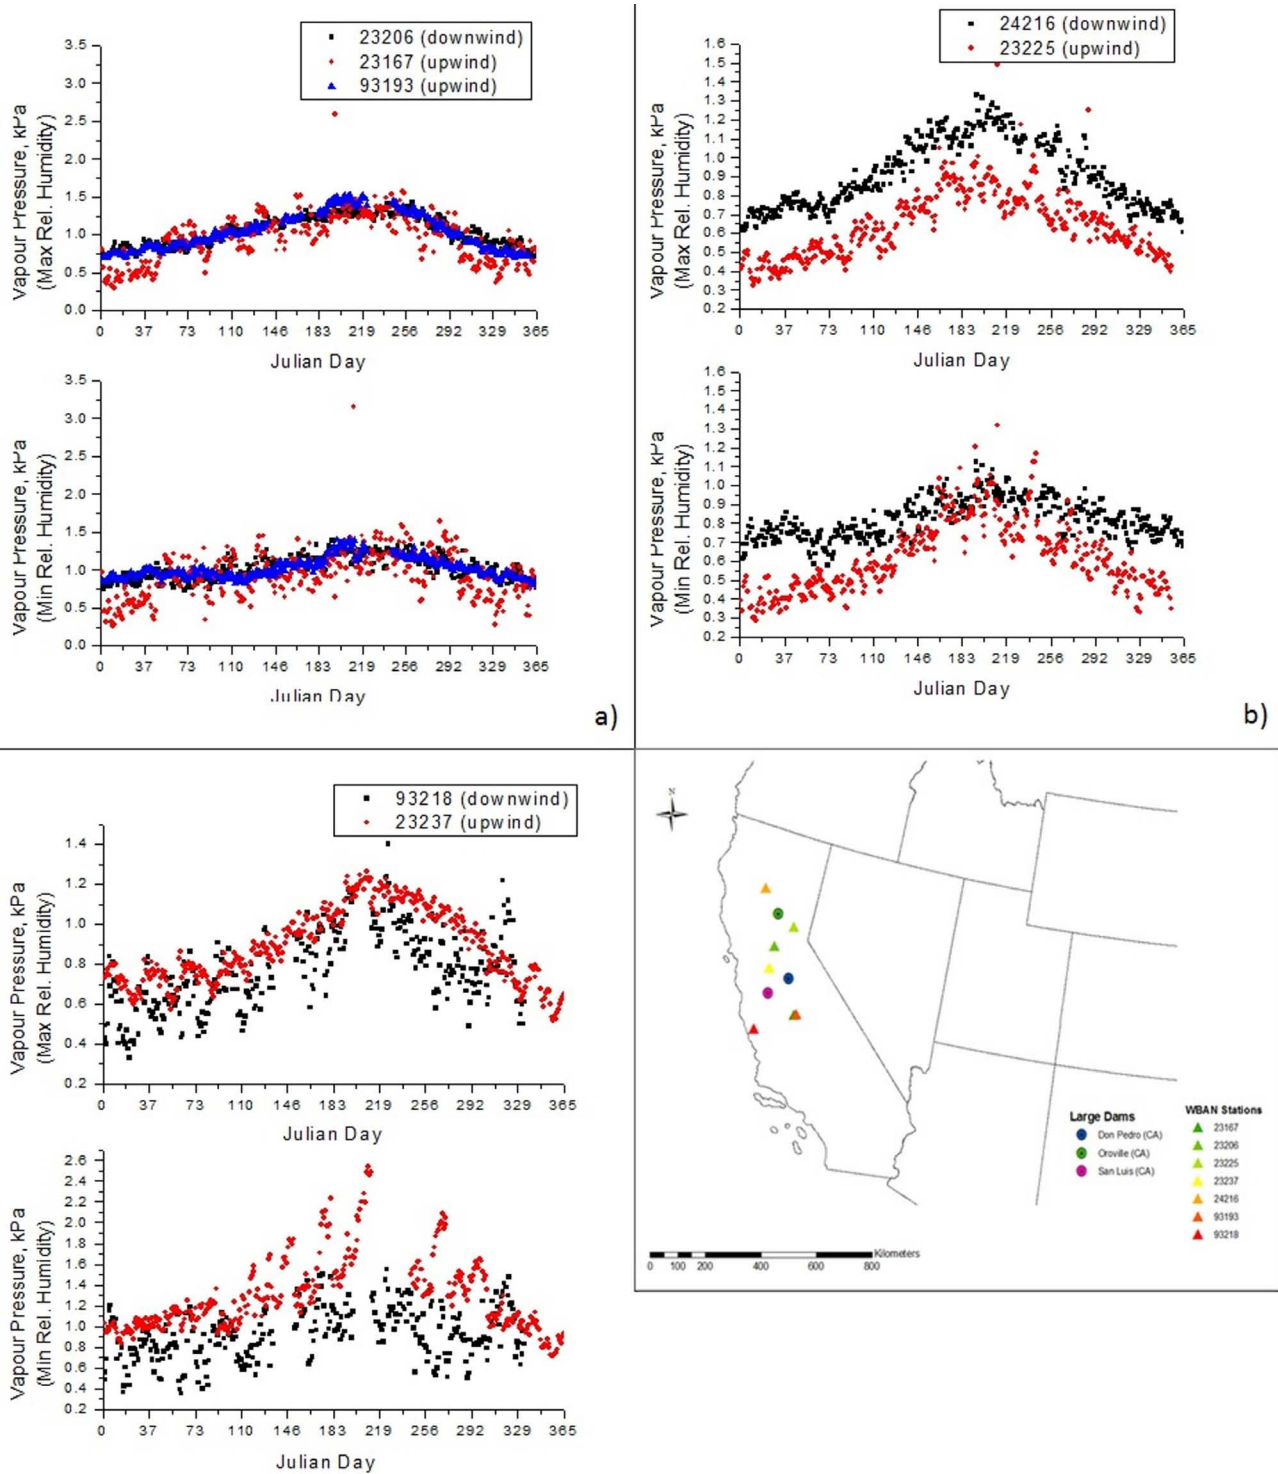 23206 (downwind)
23167 (upwind)
93193 (upwind)
3.5
3.0
2.5
2.0
1.5
1.0
0.5
0.0
Vapour Pressure, kPa
(Max Rel. Humidity)
0 37 73 110 146 183 219 256 292 329 365
Julian Day
3.5
3.0
2.5
2.0
1.5
1.0
0.5
0.0
Vapour Pressure, kPa
(Min Rel. Humidity)
0 37 73 110 146 183 219 256 292 329 365
Julian Day
a)
24216 (downwind)
23225 (upwind)
1.6
1.5
1.4
1.3
1.2
1.1
1.0
0.9
0.8
0.7
0.6
0.5
0.4
0.3
0.2
Vapour Pressure, kPa
(Max Rel. Humidity)
0 37 73 110 146 183 219 256 292 329 365
Julian Day
1.6
1.5
1.4
1.3
1.2
1.1
1.0
0.9
0.8
0.7
0.6
0.5
0.4
0.3
0.2
Vapour Pressure, kPa
(Min Rel. Humidity)
0 37 73 110 146 183 219 256 292 329 365
Julian Day
b)
93218 (downwind)
23237 (upwind)
1.4
1.2
1.0
0.8
0.6
0.4
0.2
Vapour Pressure, kPa
(Max Rel. Humidity)
0 37 73 110 146 183 219 256 292 329 365
Julian Day
2.6
2.4
2.2
2.0
1.8
1.6
1.4
1.2
1.0
0.8
0.6
0.4
0.2
Vapour Pressure, kPa
(Min Rel. Humidity)
0 37 73 110 146 183 219 256 292 329 365
Julian Day
N
Large Dams
Don Pedro (CA)
Oroville (CA)
San Luis (CA)
WBAN Stations
23167
23206
23225
23237
24216
93193
93218
Kilometers
0 100 200 400 600 800